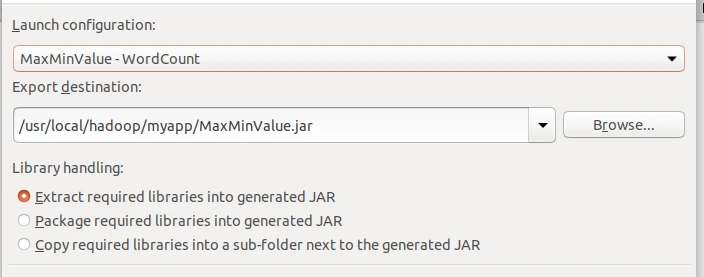 Launch configuration:
MaxMinValue - WordCount
Export destination:
/usr/local/hadoop/myapp/MaxMinValue.jar
Browse...
Library handling:
Extract required libraries into generated JAR
Package required libraries into generated JAR
Copy required libraries into a sub-folder next to the generated JAR